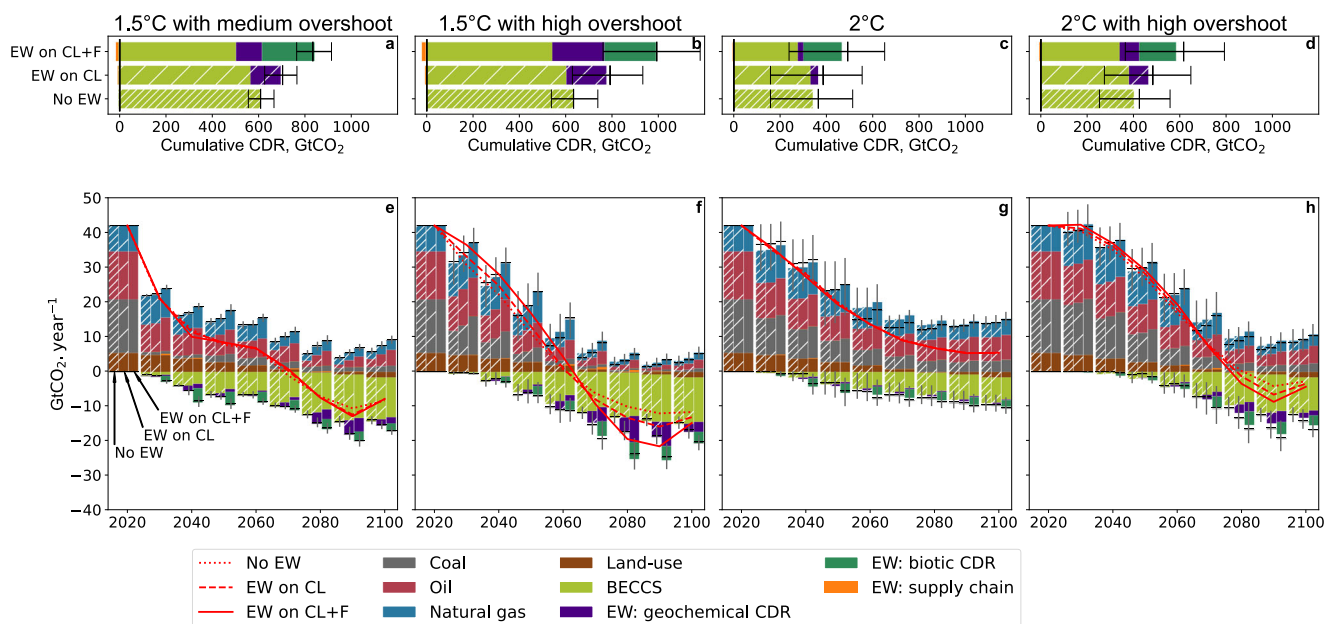 1.5°C with medium overshoot
1.5°C with high overshoot
2°C
2°C with high overshoot
EW on CL+F
EW on CL
No EW
a
b
c
d
0 200 400 600 800 1000
0 200 400 600 800 1000
0 200 400 600 800 1000
0 200 400 600 800 1000
Cumulative CDR, GtCO₂
Cumulative CDR, GtCO₂
Cumulative CDR, GtCO₂
Cumulative CDR, GtCO₂
GtCO₂. year⁻¹
50
40
30
20
10
0
−10
−20
−30
−40
e
f
g
h
EW on CL+F
EW on CL
No EW
2020 2040 2060 2080 2100
2020 2040 2060 2080 2100
2020 2040 2060 2080 2100
2020 2040 2060 2080 2100
No EW
EW on CL
EW on CL+F
Coal
Oil
Natural gas
Land-use
BECCS
EW: geochemical CDR
EW: biotic CDR
EW: supply chain